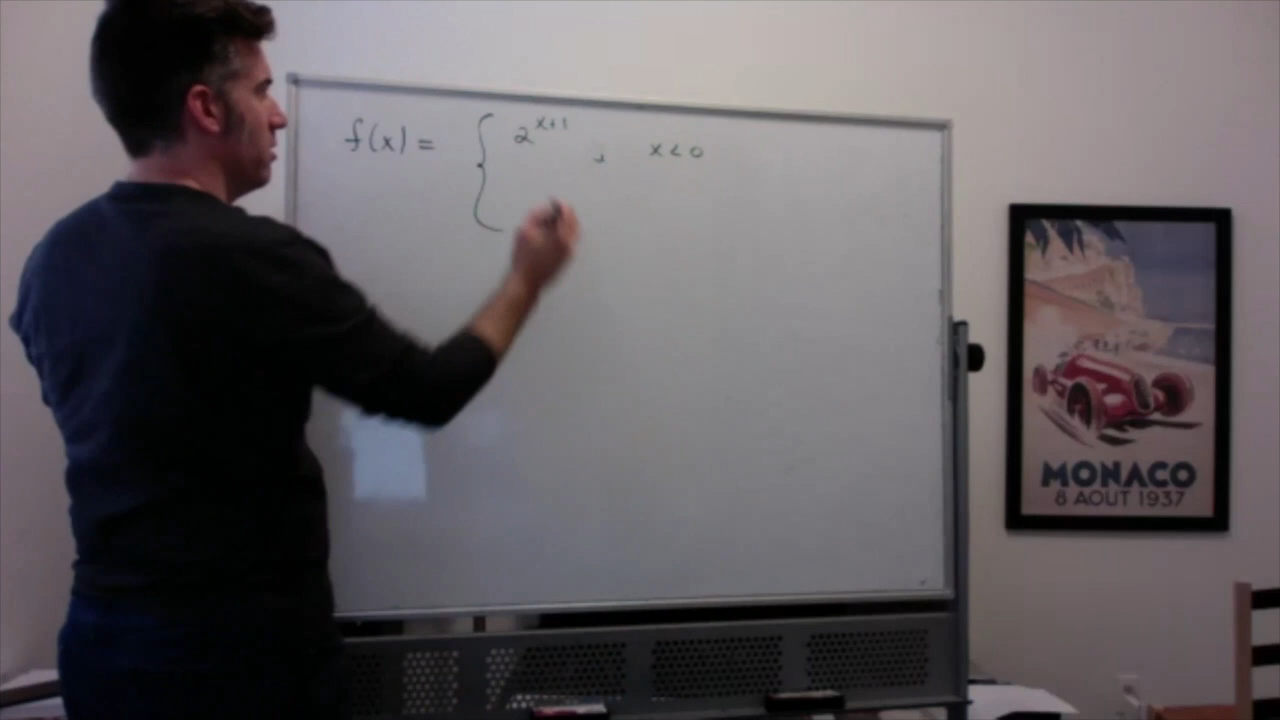 f(x) = { 2^{x+1} , x < 0
MONACO
8 AOUT 1937